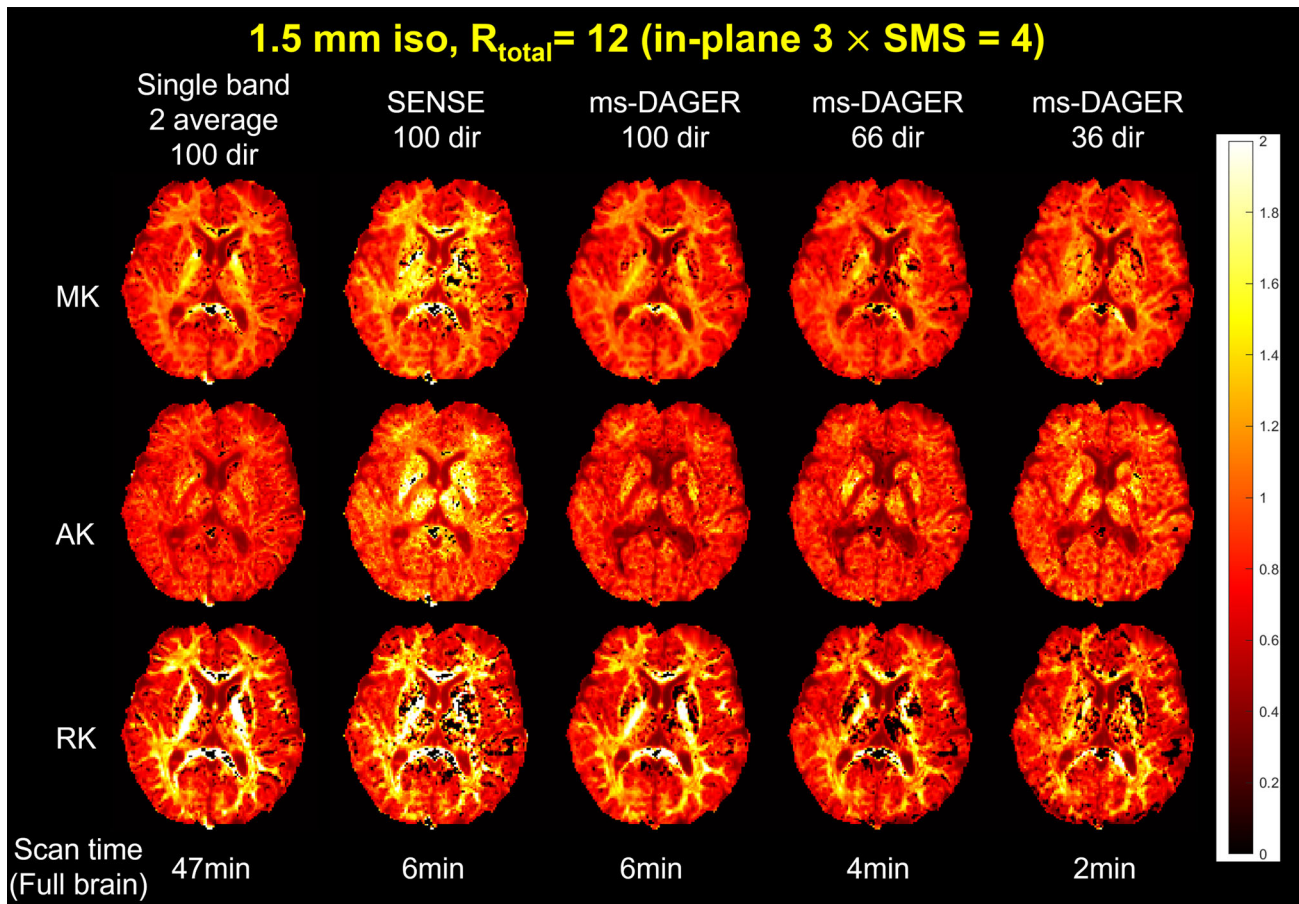 1.5 mm iso, Rtotal= 12 (in-plane 3 × SMS = 4)
Single band
2 average
100 dir
SENSE
100 dir
ms-DAGER
100 dir
ms-DAGER
66 dir
ms-DAGER
36 dir
MK
AK
RK
2
1.8
1.6
1.4
1.2
1
0.8
0.6
0.4
0.2
0
Scan time
(Full brain)
47min
6min
6min
4min
2min